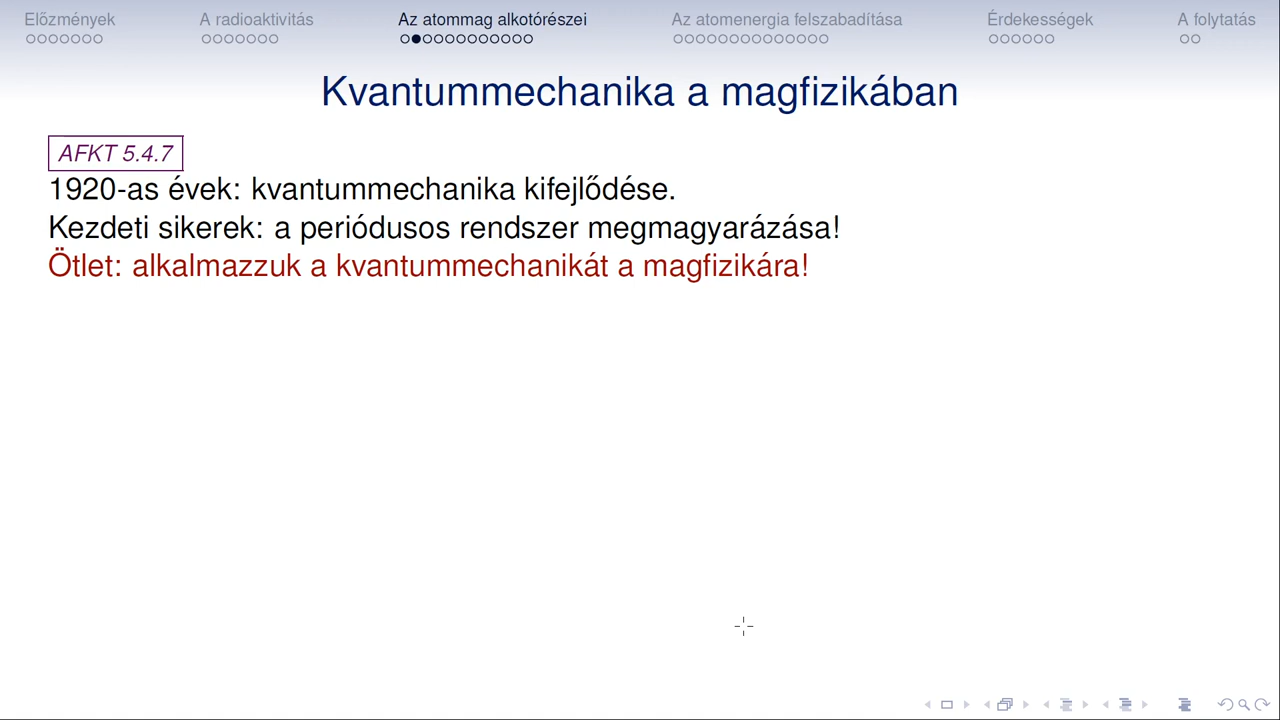 Előzmények
A radioaktivitás
Az atommag alkotórészei
Az atomenergia felszabadítása
Érdekességek
A folytatás
Kvantummechanika a magfizikában
AFKT 5.4.7
1920-as évek: kvantummechanika kifejlődése.
Kezdeti sikerek: a periódusos rendszer megmagyarázása!
Ötlet: alkalmazzuk a kvantummechanikát a magfizikára!